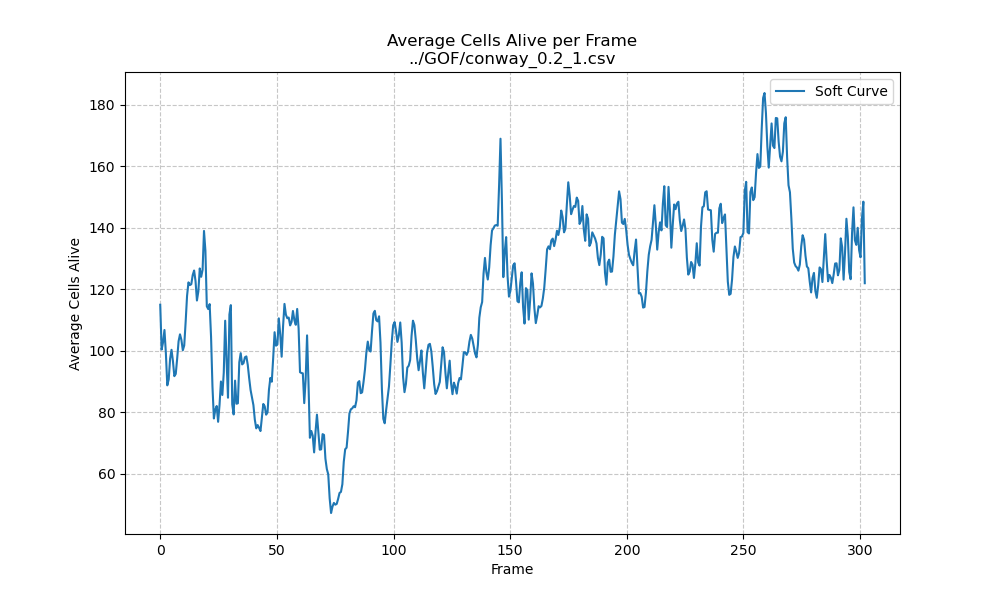 Average Cells Alive per Frame
../GOF/conway_0.2_1.csv
Soft Curve
180
160
140
120
100
80
60
Average Cells Alive
0 50 100 150 200 250 300
Frame